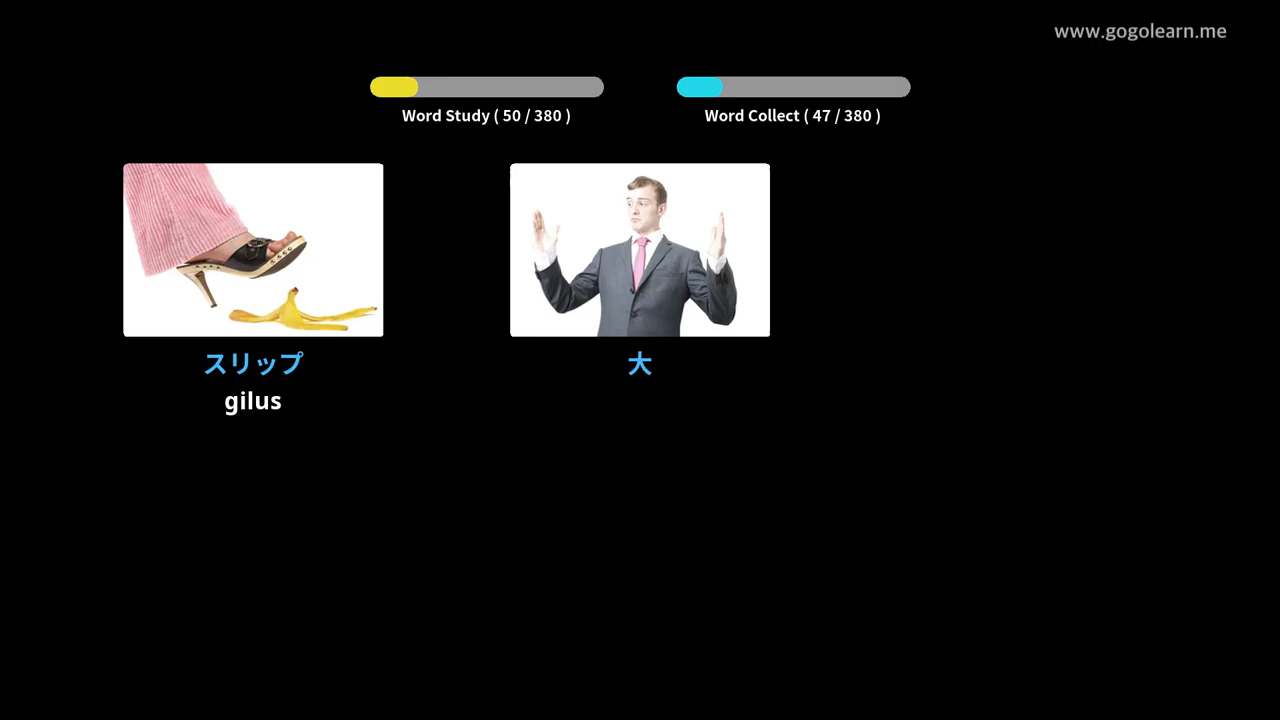 www.gogolearn.me
Word Study ( 50 / 380 )
Word Collect ( 47 / 380 )
スリップ
大
gilus